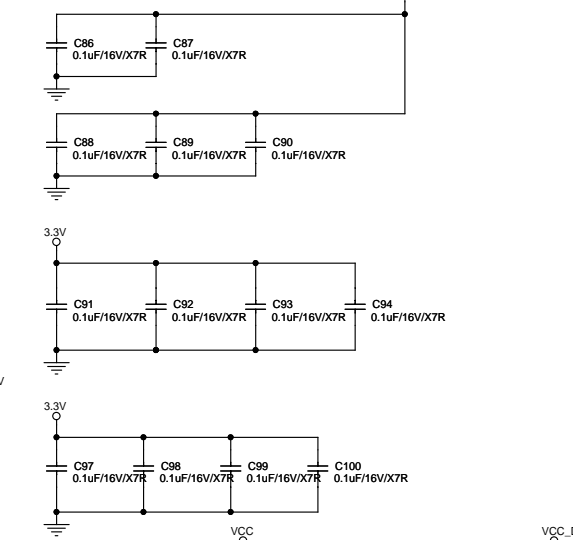 C86 C87
0.1uF/16V/X7R 0.1uF/16V/X7R
C88 C89 C90
0.1uF/16V/X7R 0.1uF/16V/X7R 0.1uF/16V/X7R
3.3V
C91 C92 C93 C94
0.1uF/16V/X7R 0.1uF/16V/X7R 0.1uF/16V/X7R 0.1uF/16V/X7R
V
3.3V
C97 C98 C99 C100
0.1uF/16V/X7R 0.1uF/16V/X7R 0.1uF/16V/X7R 0.1uF/16V/X7R
VCC